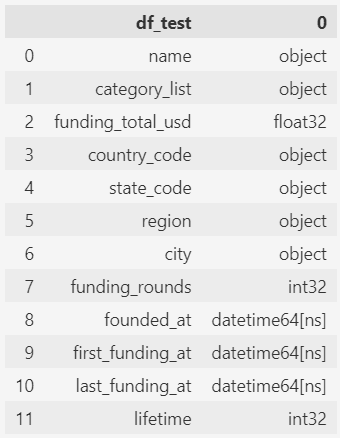 df_test 0
0 name object
1 category_list object
2 funding_total_usd float32
3 country_code object
4 state_code object
5 region object
6 city object
7 funding_rounds int32
8 founded_at datetime64[ns]
9 first_funding_at datetime64[ns]
10 last_funding_at datetime64[ns]
11 lifetime int32